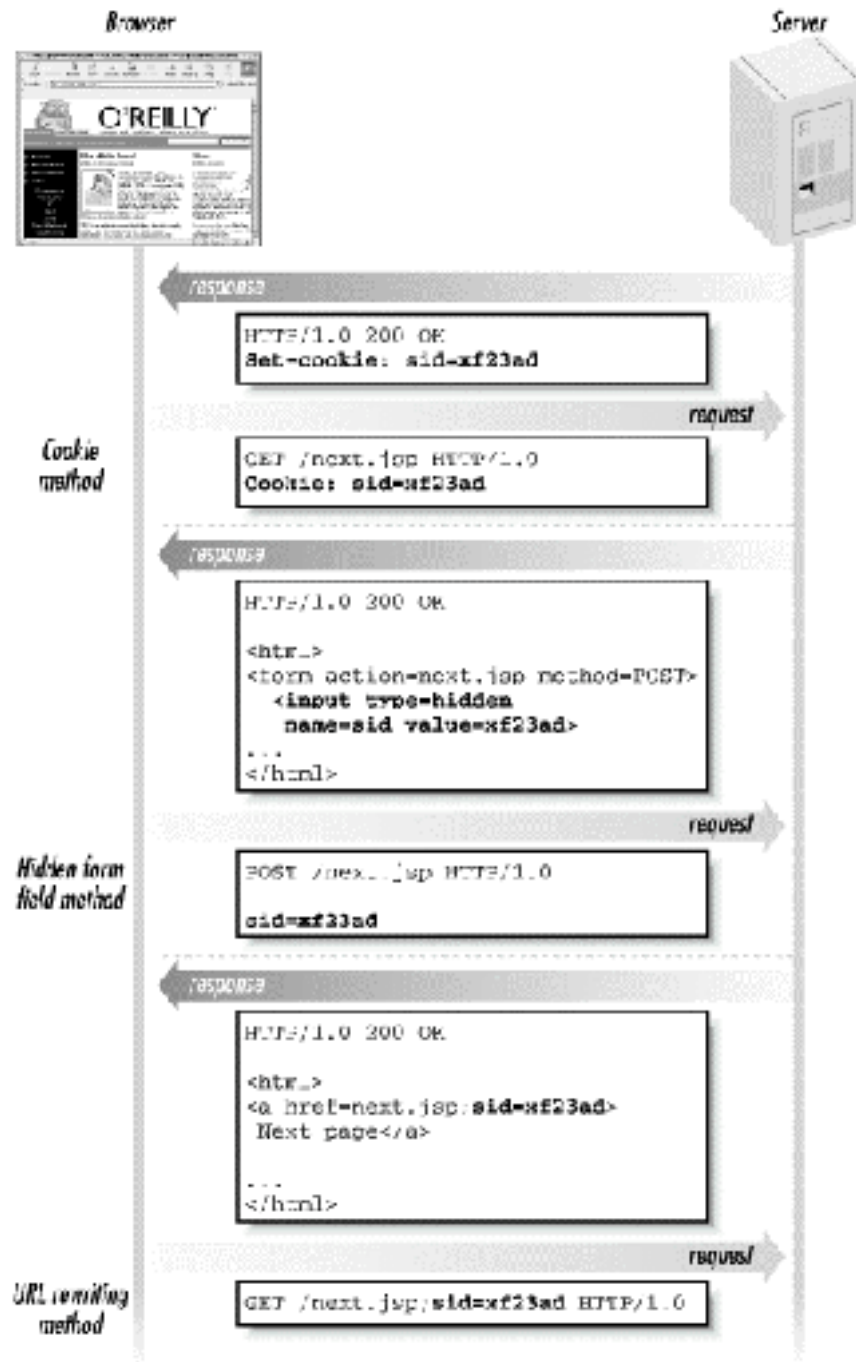 Browser
Server
O'REILLY
response
HTTP/1.0 200 OK
Set-cookie: sid=xf23ad
request
Cookie
method
GET /next.jsp HTTP/1.0
Cookie: sid=xf23ad
response
HTTP/1.0 200 OK
<html>
<form action=next.jsp method=POST>
<input type=hidden
name=sid value=xf23ad>
...
</html>
request
Hidden form
field method
POST /next.jsp HTTP/1.0
sid=xf23ad
response
HTTP/1.0 200 OK
<html>
<a href=next.jsp;sid=xf23ad>
Next page</a>
...
</html>
request
URL rewriting
method
GET /next.jsp;sid=xf23ad HTTP/1.0